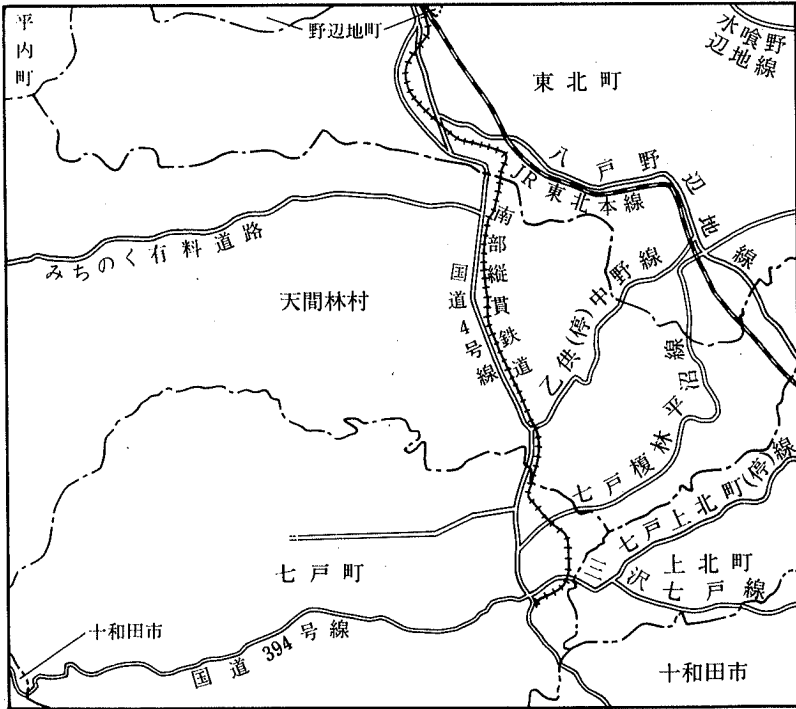 平内町
野辺地町
水喰野
辺地線
東北町
八戸野辺地線
JR東北本線
みちのく有料道路
南部縦貫鉄道
国道4号線
天間林村
乙供(停)中野線
七戸榎林平沼線
七戸上北町(停)線
上北町
三沢七戸線
七戸町
十和田市
国道394号線
十和田市